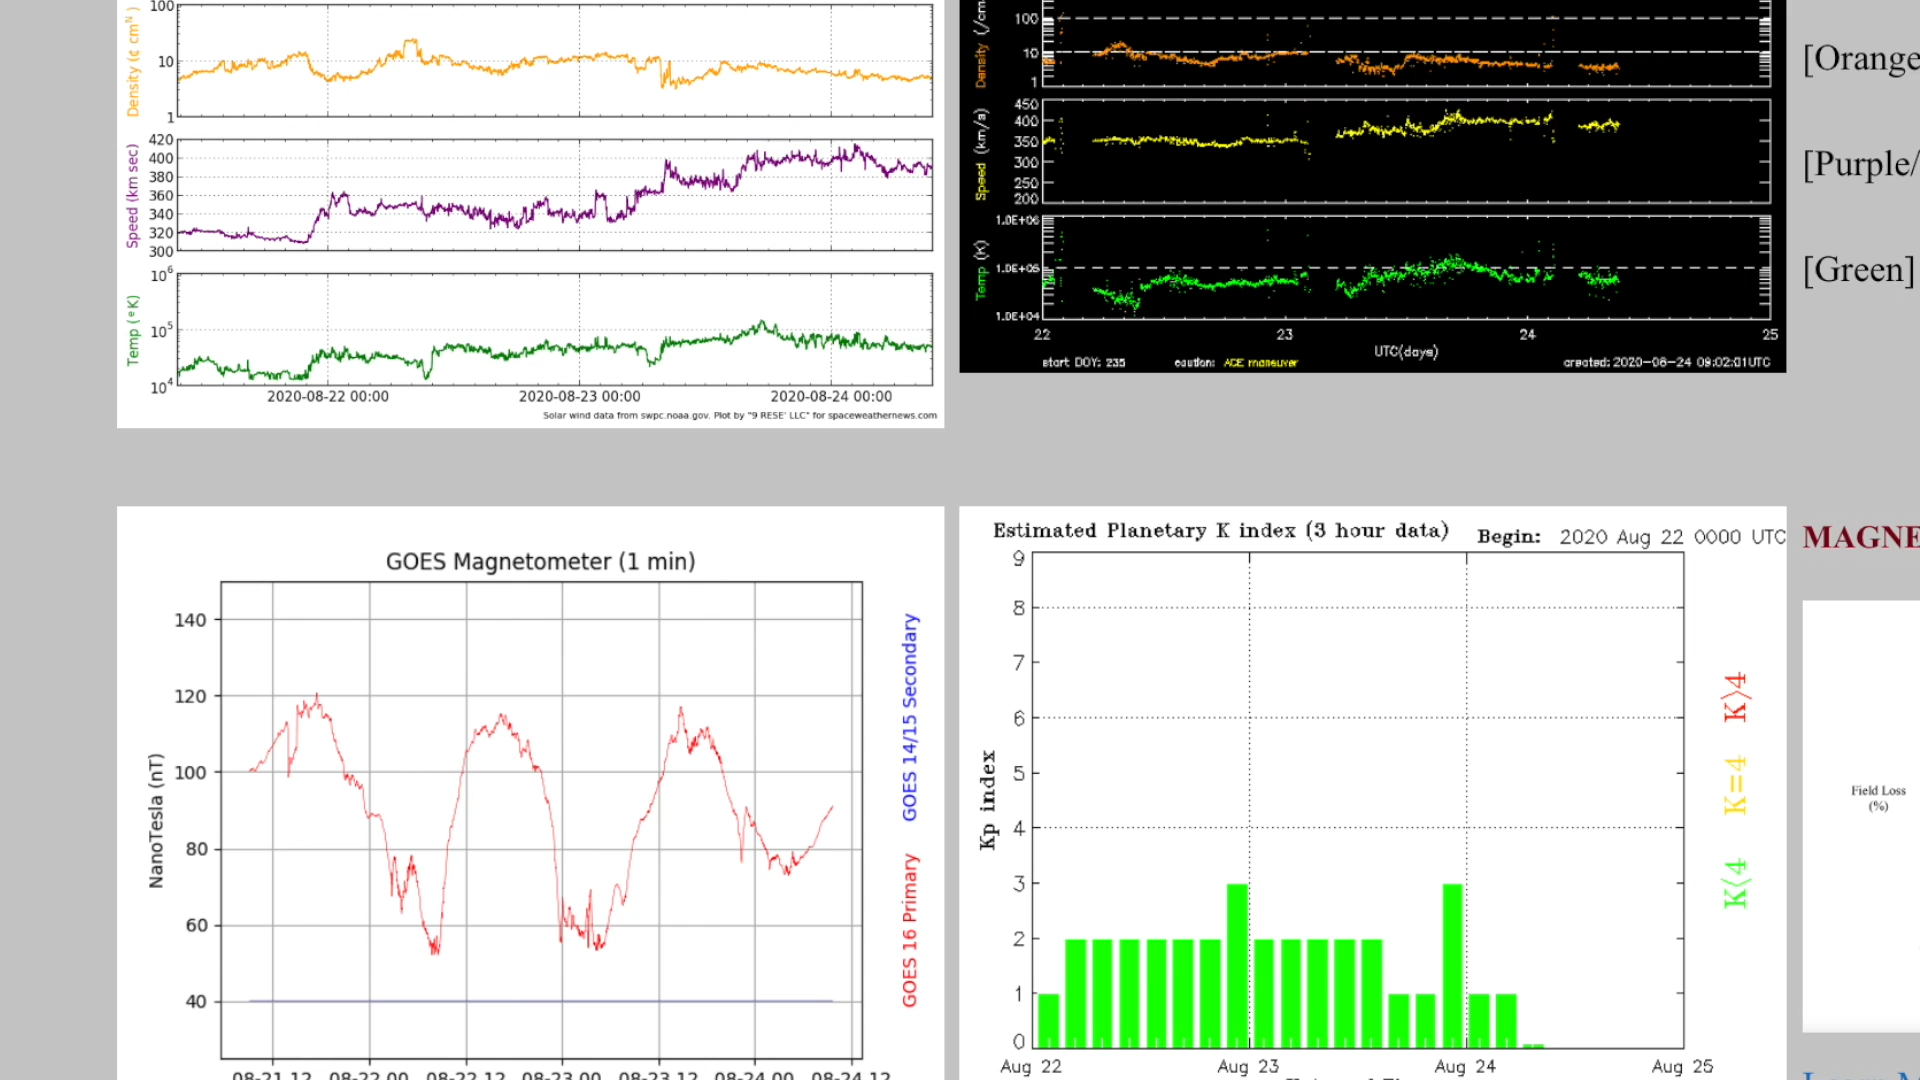 100
10
1
Density (¢ cmᴺ )
420
400
380
360
340
320
300
Speed (km sec)
10⁶
10⁵
10⁴
Temp (°K)
2020-08-22 00:00 2020-08-23 00:00 2020-08-24 00:00
Solar wind data from swpc.noaa.gov. Plot by "9 RESE' LLC" for spaceweathernews.com
100
10
1
Density (/cm
450
400
350
300
250
200
Speed (km/s)
1.0E+06
1.0E+05
1.0E+04
Temp (K)
22 23 24 25
UTC(days)
start DOY: 235 caution: ACE maneuver created: 2020-08-24 09:02:01UTC
[Orange
[Purple/
[Green]
GOES Magnetometer (1 min)
140
120
100
80
60
40
NanoTesla (nT)
GOES 14/15 Secondary
GOES 16 Primary
08-21 12 08-22 00 08-22 12 08-23 00 08-23 12 08-24 00 08-24 12
Estimated Planetary K index (3 hour data) Begin: 2020 Aug 22 0000 UTC
9
8
7
6
5
4
3
2
1
0
Kp index
K>4
K=4
K<4
Aug 22 Aug 23 Aug 24 Aug 25
MAGNE
Field Loss
(%)